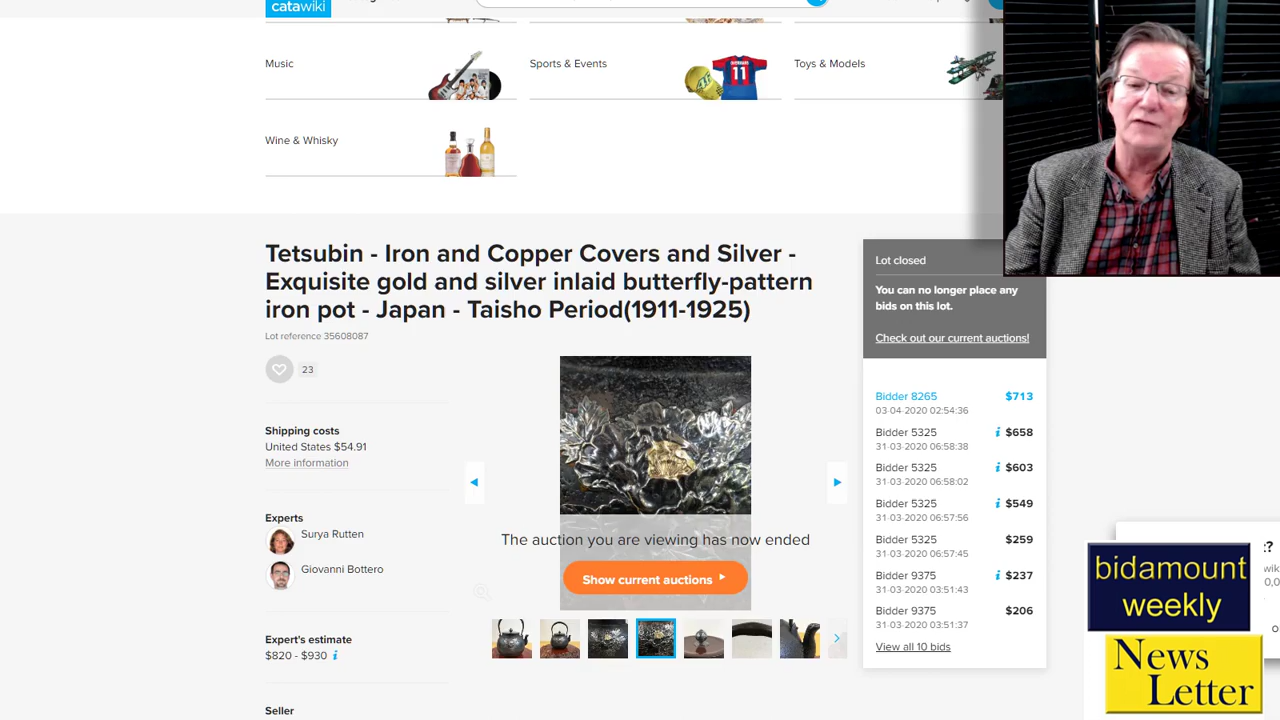 catawiki
Music
Sports & Events
Toys & Models
11
Wine & Whisky
Tetsubin - Iron and Copper Covers and Silver -
Exquisite gold and silver inlaid butterfly-pattern
iron pot - Japan - Taisho Period(1911-1925)
Lot reference 35608087
23
Shipping costs
United States $54.91
More information
Experts
Surya Rutten
Giovanni Bottero
Expert's estimate
$820 - $930 i
Seller
The auction you are viewing has now ended
Show current auctions
Lot closed
You can no longer place any
bids on this lot.
Check out our current auctions!
Bidder 8265 $713
03-04-2020 02:54:36
Bidder 5325 i $658
31-03-2020 06:58:38
Bidder 5325 i $603
31-03-2020 06:58:02
Bidder 5325 i $549
31-03-2020 06:57:56
Bidder 5325 $259
31-03-2020 06:57:45
Bidder 9375 i $237
31-03-2020 03:51:43
Bidder 9375 $206
31-03-2020 03:51:37
View all 10 bids
bidamount
weekly
News
Letter